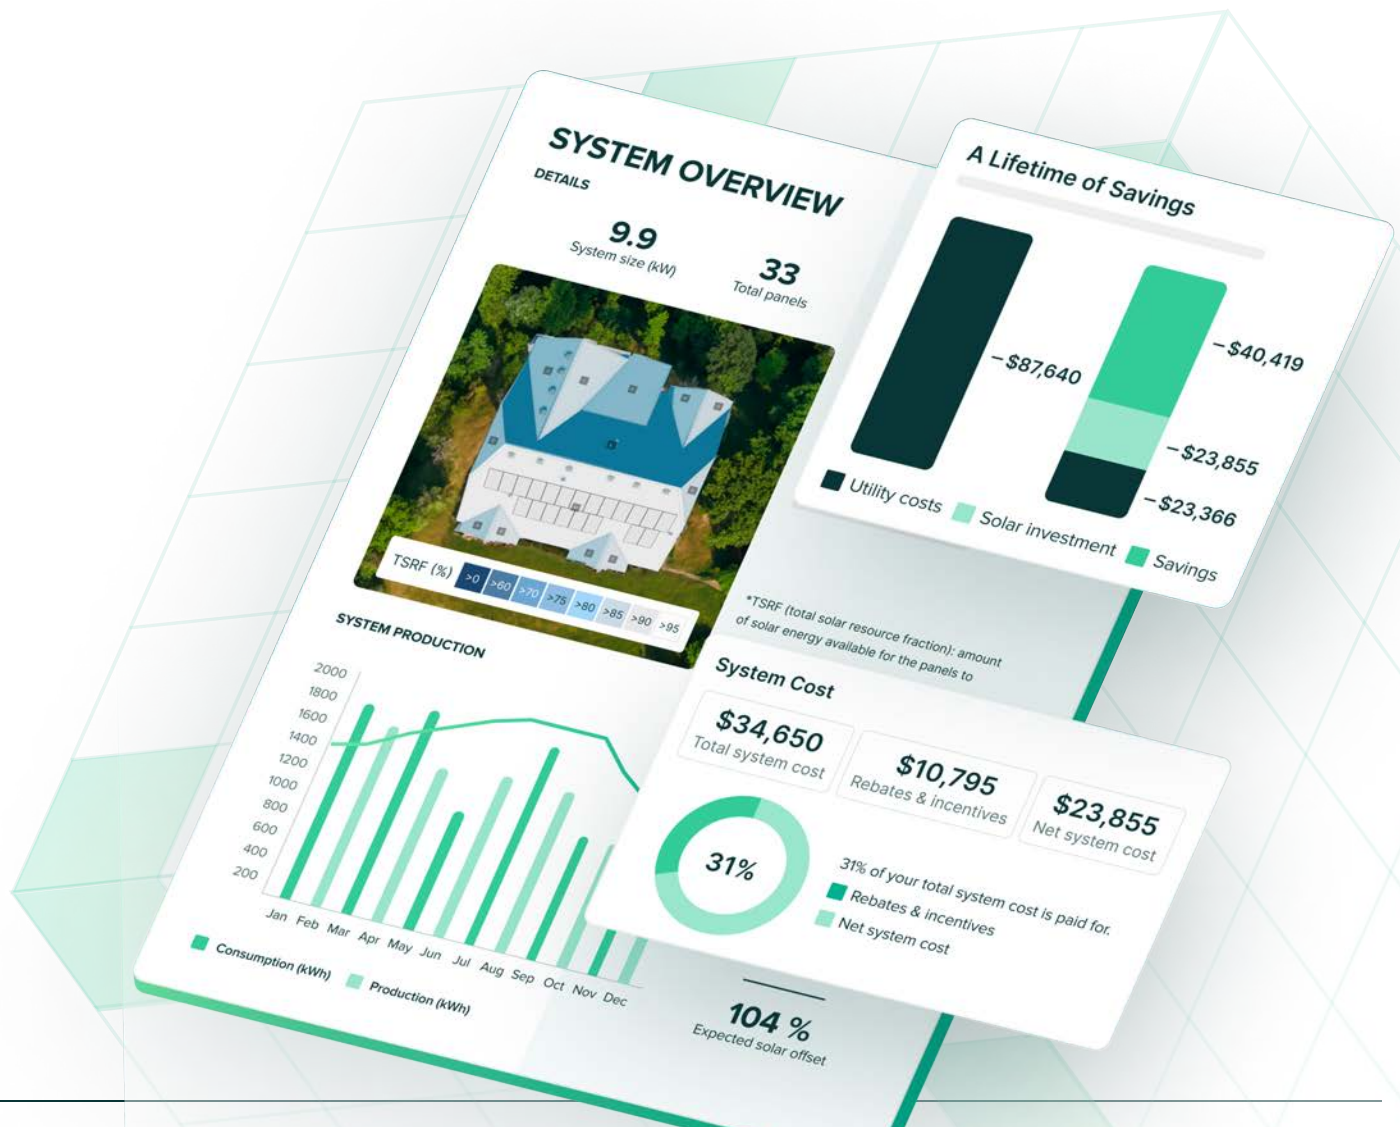 SYSTEM OVERVIEW
DETAILS
9.9
System size (kW)
33
Total panels
TSRF (%) >0 >60 >70 >75 >80 >85 >90 >95
*TSRF (total solar resource fraction): amount
of solar energy available for the panels to
SYSTEM PRODUCTION
2000
1800
1600
1400
1200
1000
800
600
400
200
Jan Feb Mar Apr May Jun Jul Aug Sep Oct Nov Dec
Consumption (kWh) Production (kWh)
104 %
Expected solar offset
A Lifetime of Savings
–$87,640
–$40,419
–$23,855
–$23,366
Utility costs Solar investment Savings
System Cost
$34,650
Total system cost
$10,795
Rebates & incentives
$23,855
Net system cost
31%
31% of your total system cost is paid for.
Rebates & incentives
Net system cost